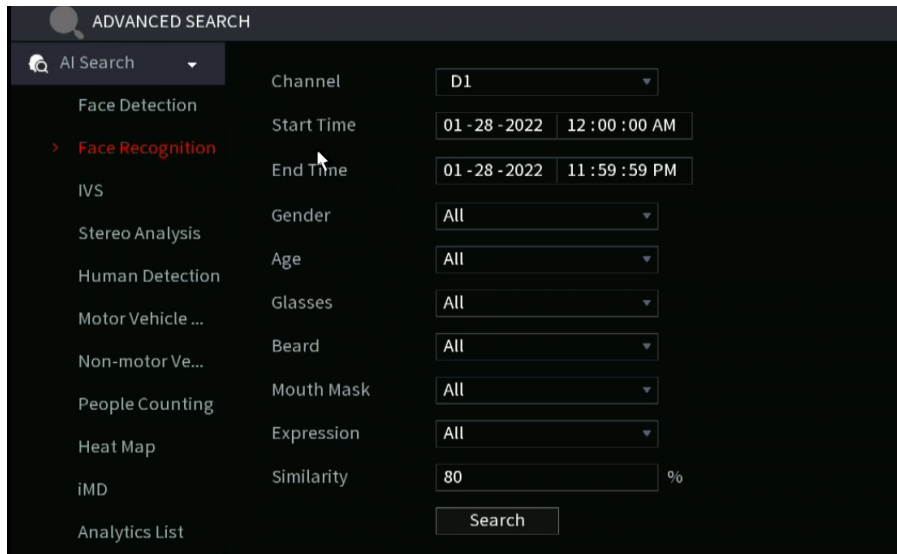 ADVANCED SEARCH
AI Search
Face Detection
> Face Recognition
IVS
Stereo Analysis
Human Detection
Motor Vehicle ...
Non-motor Ve...
People Counting
Heat Map
iMD
Analytics List
Channel D1
Start Time 01 -28 -2022 12 :00 :00 AM
End Time 01 -28 -2022 11 :59 :59 PM
Gender All
Age All
Glasses All
Beard All
Mouth Mask All
Expression All
Similarity 80 %
Search